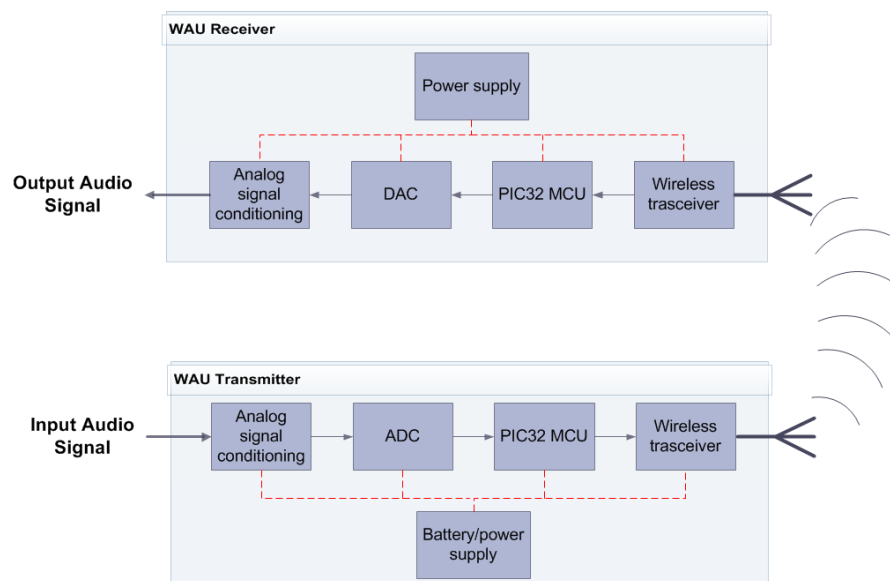 WAU Receiver
Power supply
Output Audio
Signal
Analog
signal
conditioning
DAC
PIC32 MCU
Wireless
trasceiver
WAU Transmitter
Input Audio
Signal
Analog
signal
conditioning
ADC
PIC32 MCU
Wireless
trasceiver
Battery/power
supply